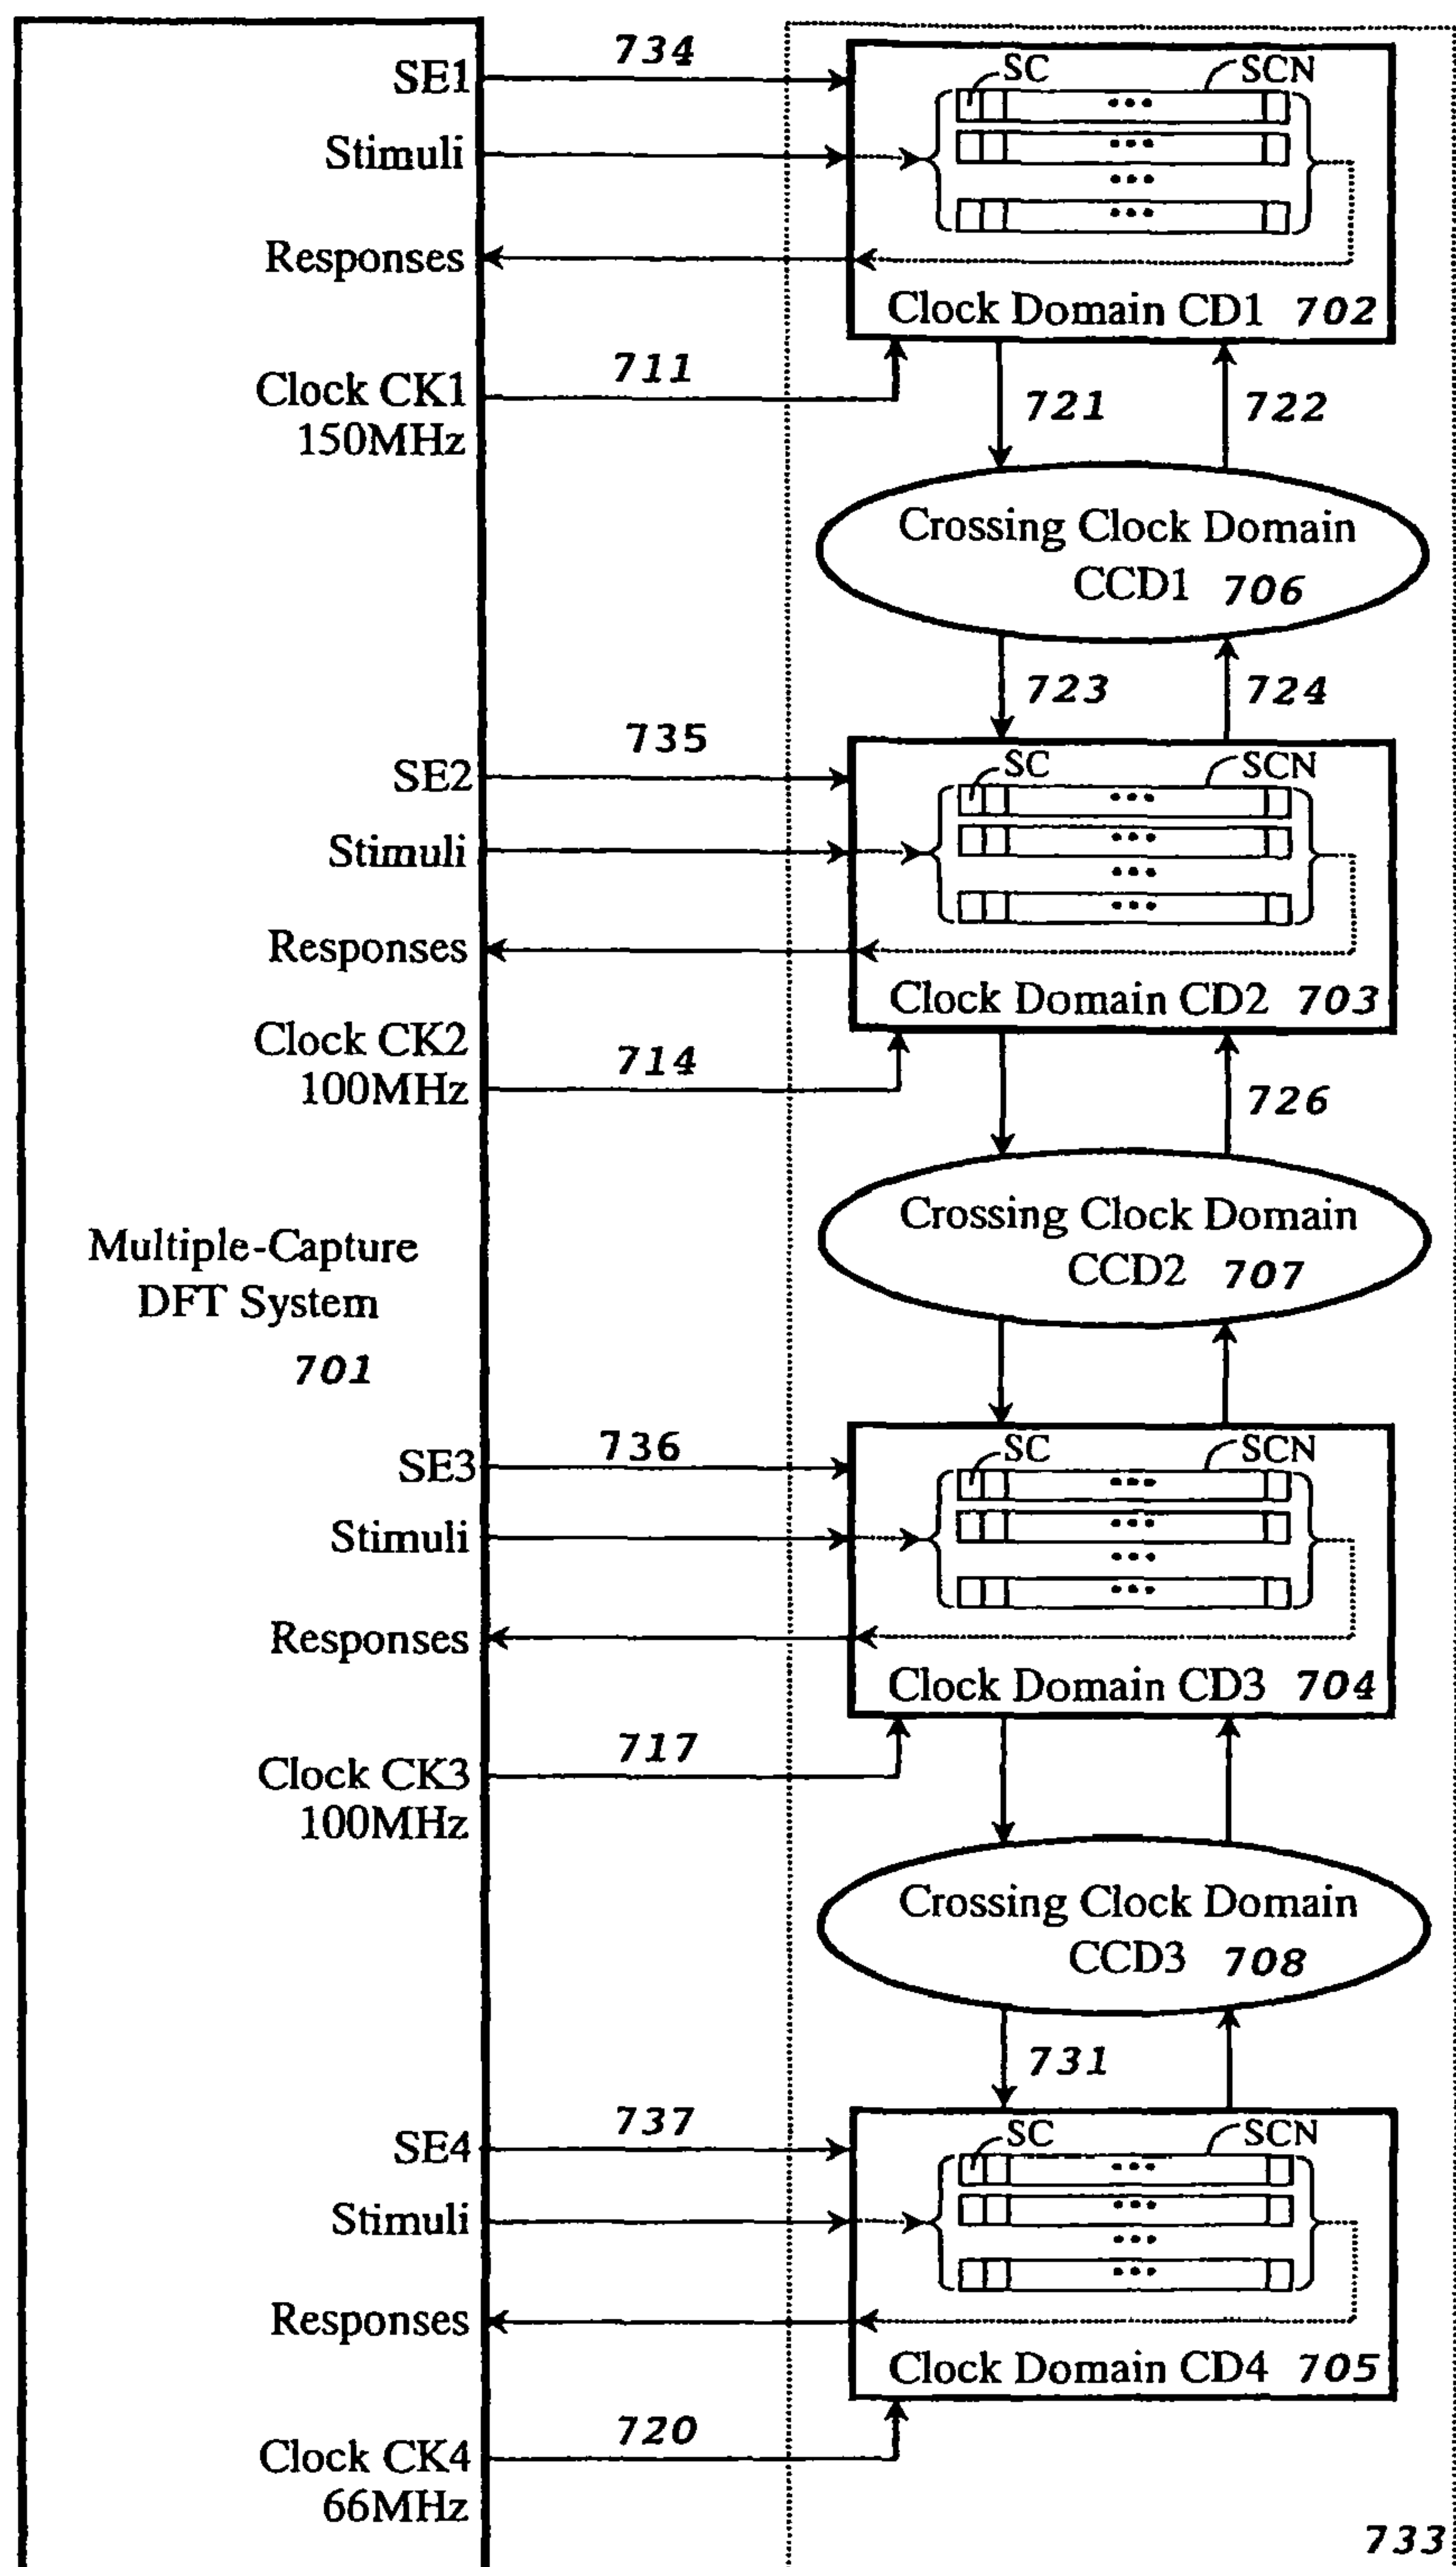 SE1
734
SC
SCN
Stimuli
Responses
Clock Domain CD1 702
Clock CK1
150MHz
711
721
722
Crossing Clock Domain
CCD1 706
723
724
SE2
735
SC
SCN
Stimuli
Responses
Clock Domain CD2 703
Clock CK2
100MHz
714
726
Crossing Clock Domain
CCD2 707
Multiple-Capture
DFT System
701
SE3
736
SC
SCN
Stimuli
Responses
Clock Domain CD3 704
Clock CK3
100MHz
717
Crossing Clock Domain
CCD3 708
731
SE4
737
SC
SCN
Stimuli
Responses
Clock Domain CD4 705
Clock CK4
66MHz
720
733